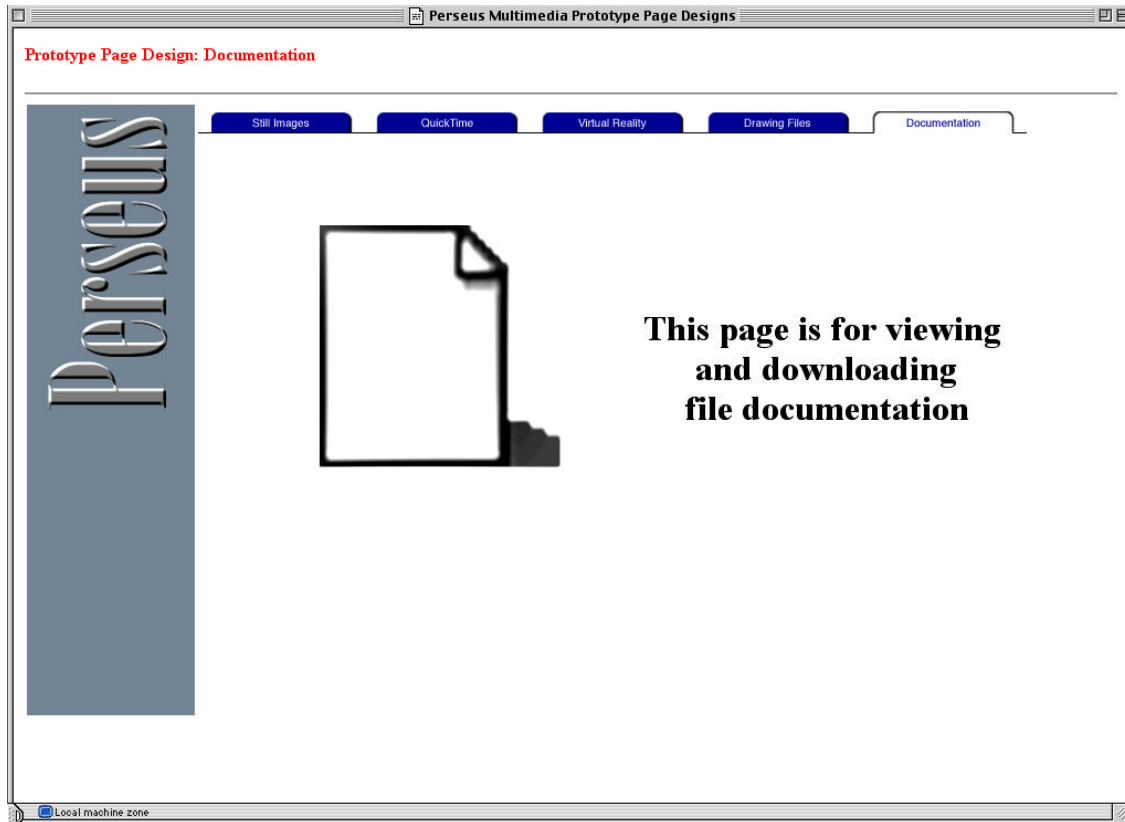 Perseus Multimedia Prototype Page Designs
Prototype Page Design: Documentation
Perseus
Still Images
QuickTime
Virtual Reality
Drawing Files
Documentation
This page is for viewing
and downloading
file documentation
Local machine zone